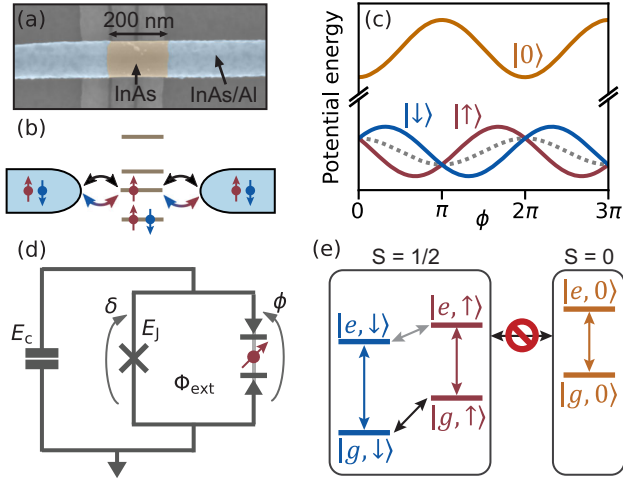 (a)
200 nm
InAs
InAs/Al
(b)
(c)
Potential energy
|0⟩
|↓⟩
|↑⟩
0
π
2π
3π
ϕ
(d)
E_c
δ
E_J
Φ_ext
ϕ
(e)
S = 1/2
S = 0
|e,↓⟩
|e,↑⟩
|g,↓⟩
|g,↑⟩
|e,0⟩
|g,0⟩